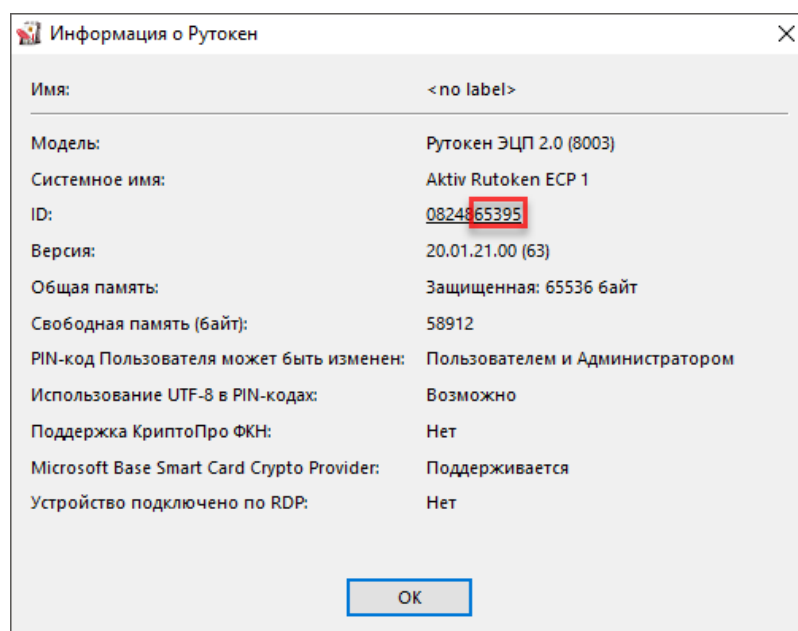 Информация о Рутокен
Имя: <no label>
Модель: Рутокен ЭЦП 2.0 (8003)
Системное имя: Aktiv Rutoken ECP 1
ID: 0824865395
Версия: 20.01.21.00 (63)
Общая память: Защищенная: 65536 байт
Свободная память (байт): 58912
PIN-код Пользователя может быть изменен: Пользователем и Администратором
Использование UTF-8 в PIN-кодах: Возможно
Поддержка КриптоПро ФКН: Нет
Microsoft Base Smart Card Crypto Provider: Поддерживается
Устройство подключено по RDP: Нет
OK